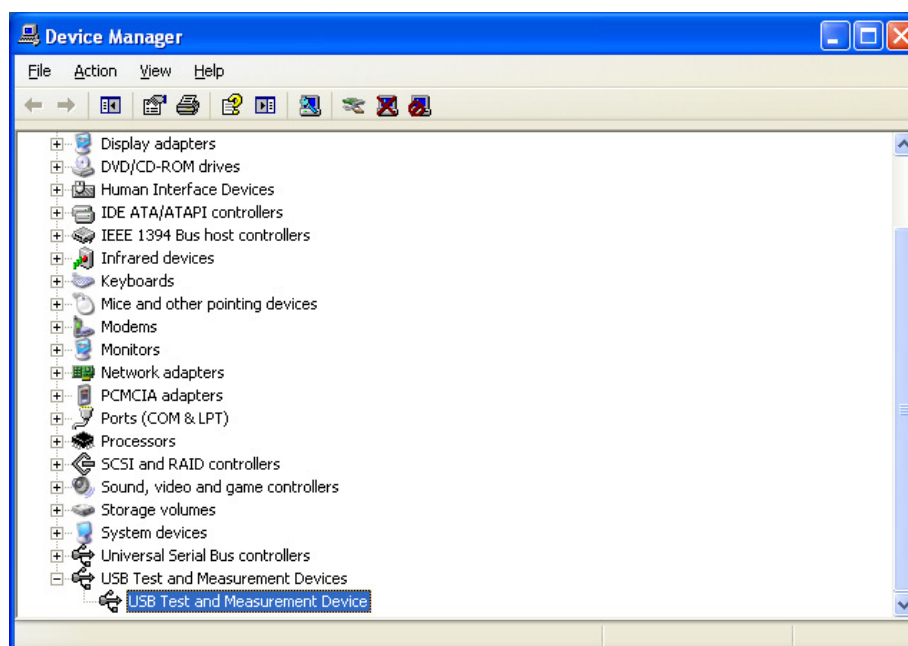 Device Manager
File Action View Help
Display adapters
DVD/CD-ROM drives
Human Interface Devices
IDE ATA/ATAPI controllers
IEEE 1394 Bus host controllers
Infrared devices
Keyboards
Mice and other pointing devices
Modems
Monitors
Network adapters
PCMCIA adapters
Ports (COM & LPT)
Processors
SCSI and RAID controllers
Sound, video and game controllers
Storage volumes
System devices
Universal Serial Bus controllers
USB Test and Measurement Devices
USB Test and Measurement Device